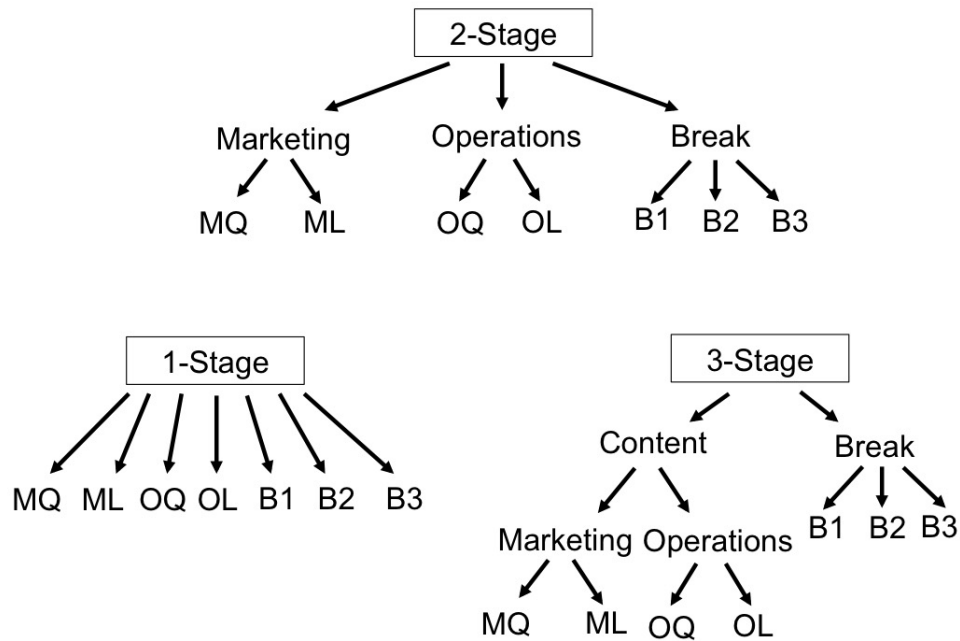 2-Stage
Marketing Operations Break
MQ ML OQ OL B1 B2 B3
1-Stage
MQ ML OQ OL B1 B2 B3
3-Stage
Content Break
B1 B2 B3
Marketing Operations
MQ ML OQ OL